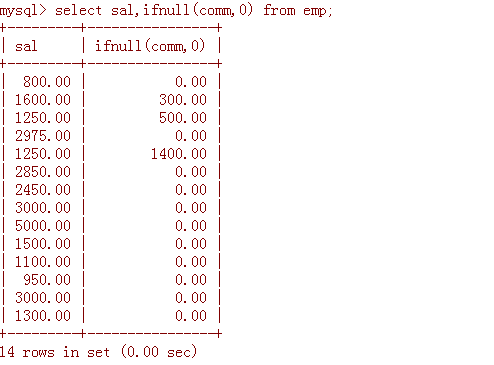 mysql> select sal,ifnull(comm,0) from emp;
+---------+----------------+
| sal     | ifnull(comm,0) |
+---------+----------------+
|  800.00 |           0.00 |
| 1600.00 |         300.00 |
| 1250.00 |         500.00 |
| 2975.00 |           0.00 |
| 1250.00 |        1400.00 |
| 2850.00 |           0.00 |
| 2450.00 |           0.00 |
| 3000.00 |           0.00 |
| 5000.00 |           0.00 |
| 1500.00 |           0.00 |
| 1100.00 |           0.00 |
|  950.00 |           0.00 |
| 3000.00 |           0.00 |
| 1300.00 |           0.00 |
+---------+----------------+
14 rows in set (0.00 sec)